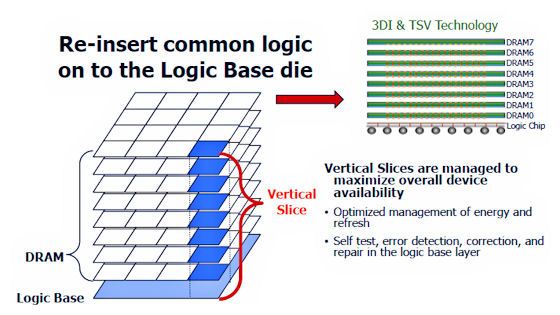 Re-insert common logic
on to the Logic Base die
3DI & TSV Technology
DRAM7
DRAM6
DRAM5
DRAM4
DRAM3
DRAM2
DRAM1
DRAM0
Logic Chip
Vertical
Slice
DRAM
Logic Base
Vertical Slices are managed to
maximize overall device
availability
• Optimized management of energy and
refresh
• Self test, error detection, correction, and
repair in the logic base layer